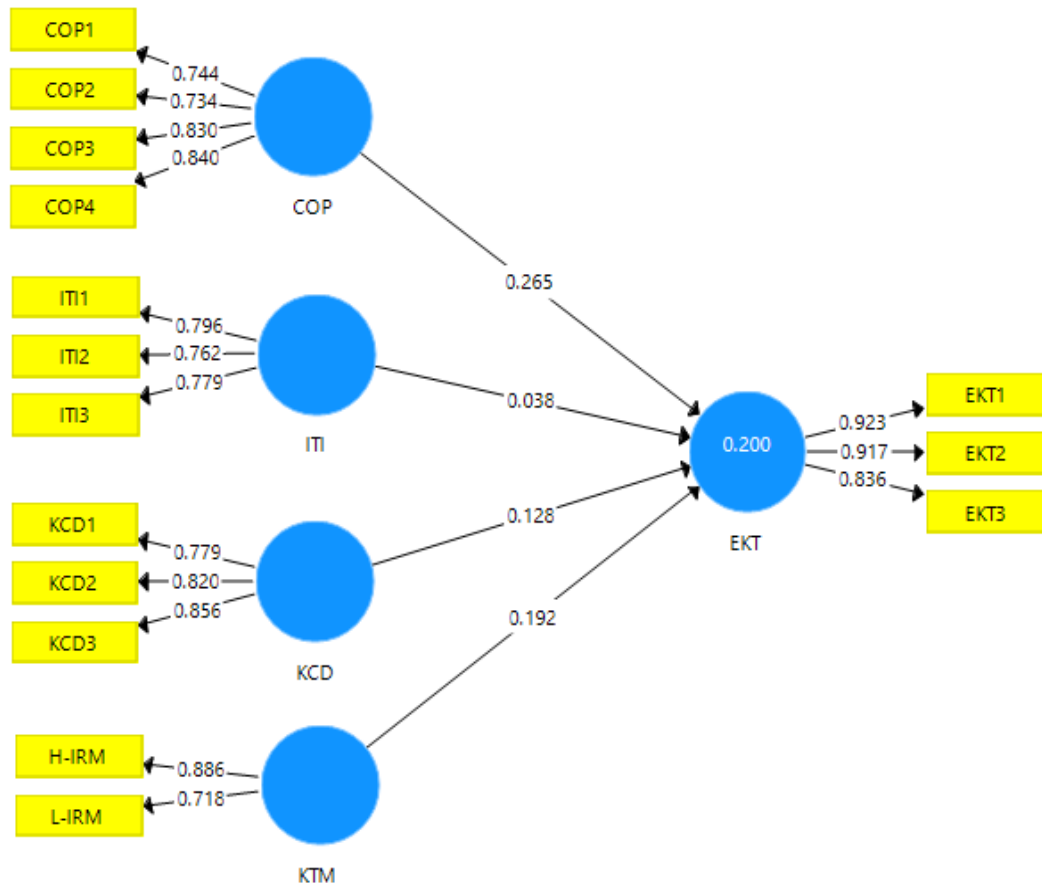 COP1
COP2
COP3
COP4
0.744
0.734
0.830
0.840
COP
0.265
ITI1
ITI2
ITI3
0.796
0.762
0.779
ITI
0.038
KCD1
KCD2
KCD3
0.779
0.820
0.856
KCD
0.128
H-IRM
L-IRM
0.886
0.718
KTM
0.192
0.200
EKT
0.923
0.917
0.836
EKT1
EKT2
EKT3